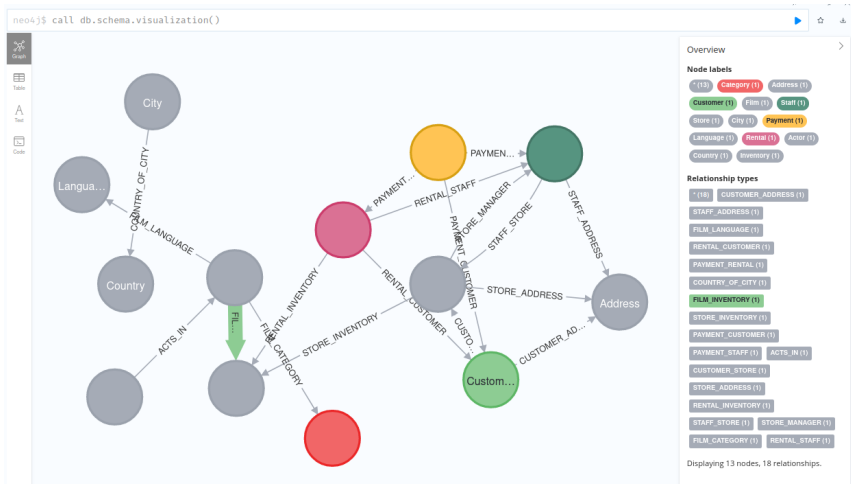 neo4j$ call db.schema.visualization()
Graph
Table
Text
Code
City
Langua...
COUNTRY_OF_CITY
FILM_LANGUAGE
Country
ACTS_IN
FIL...
FILM_CATEGORY
RENTAL_INVENTORY
STORE_INVENTORY
PAYMENT...
PAYMEN...
RENTAL_STAFF
PAYMENT_CUSTOMER
STORE_MANAGER
STAFF_STORE
STAFF_ADDRESS
STORE_ADDRESS
Address
RENTAL_CUSTOMER
CUSTO...
Custom...
CUSTOMER_AD...
Overview
Node labels
* (13) Category (1) Address (1)
Customer (1) Film (1) Staff (1)
Store (1) City (1) Payment (1)
Language (1) Rental (1) Actor (1)
Country (1) Inventory (1)
Relationship types
* (18) CUSTOMER_ADDRESS (1)
STAFF_ADDRESS (1)
FILM_LANGUAGE (1)
RENTAL_CUSTOMER (1)
PAYMENT_RENTAL (1)
COUNTRY_OF_CITY (1)
FILM_INVENTORY (1)
STORE_INVENTORY (1)
PAYMENT_CUSTOMER (1)
PAYMENT_STAFF (1) ACTS_IN (1)
CUSTOMER_STORE (1)
STORE_ADDRESS (1)
RENTAL_INVENTORY (1)
STAFF_STORE (1) STORE_MANAGER (1)
FILM_CATEGORY (1) RENTAL_STAFF (1)
Displaying 13 nodes, 18 relationships.